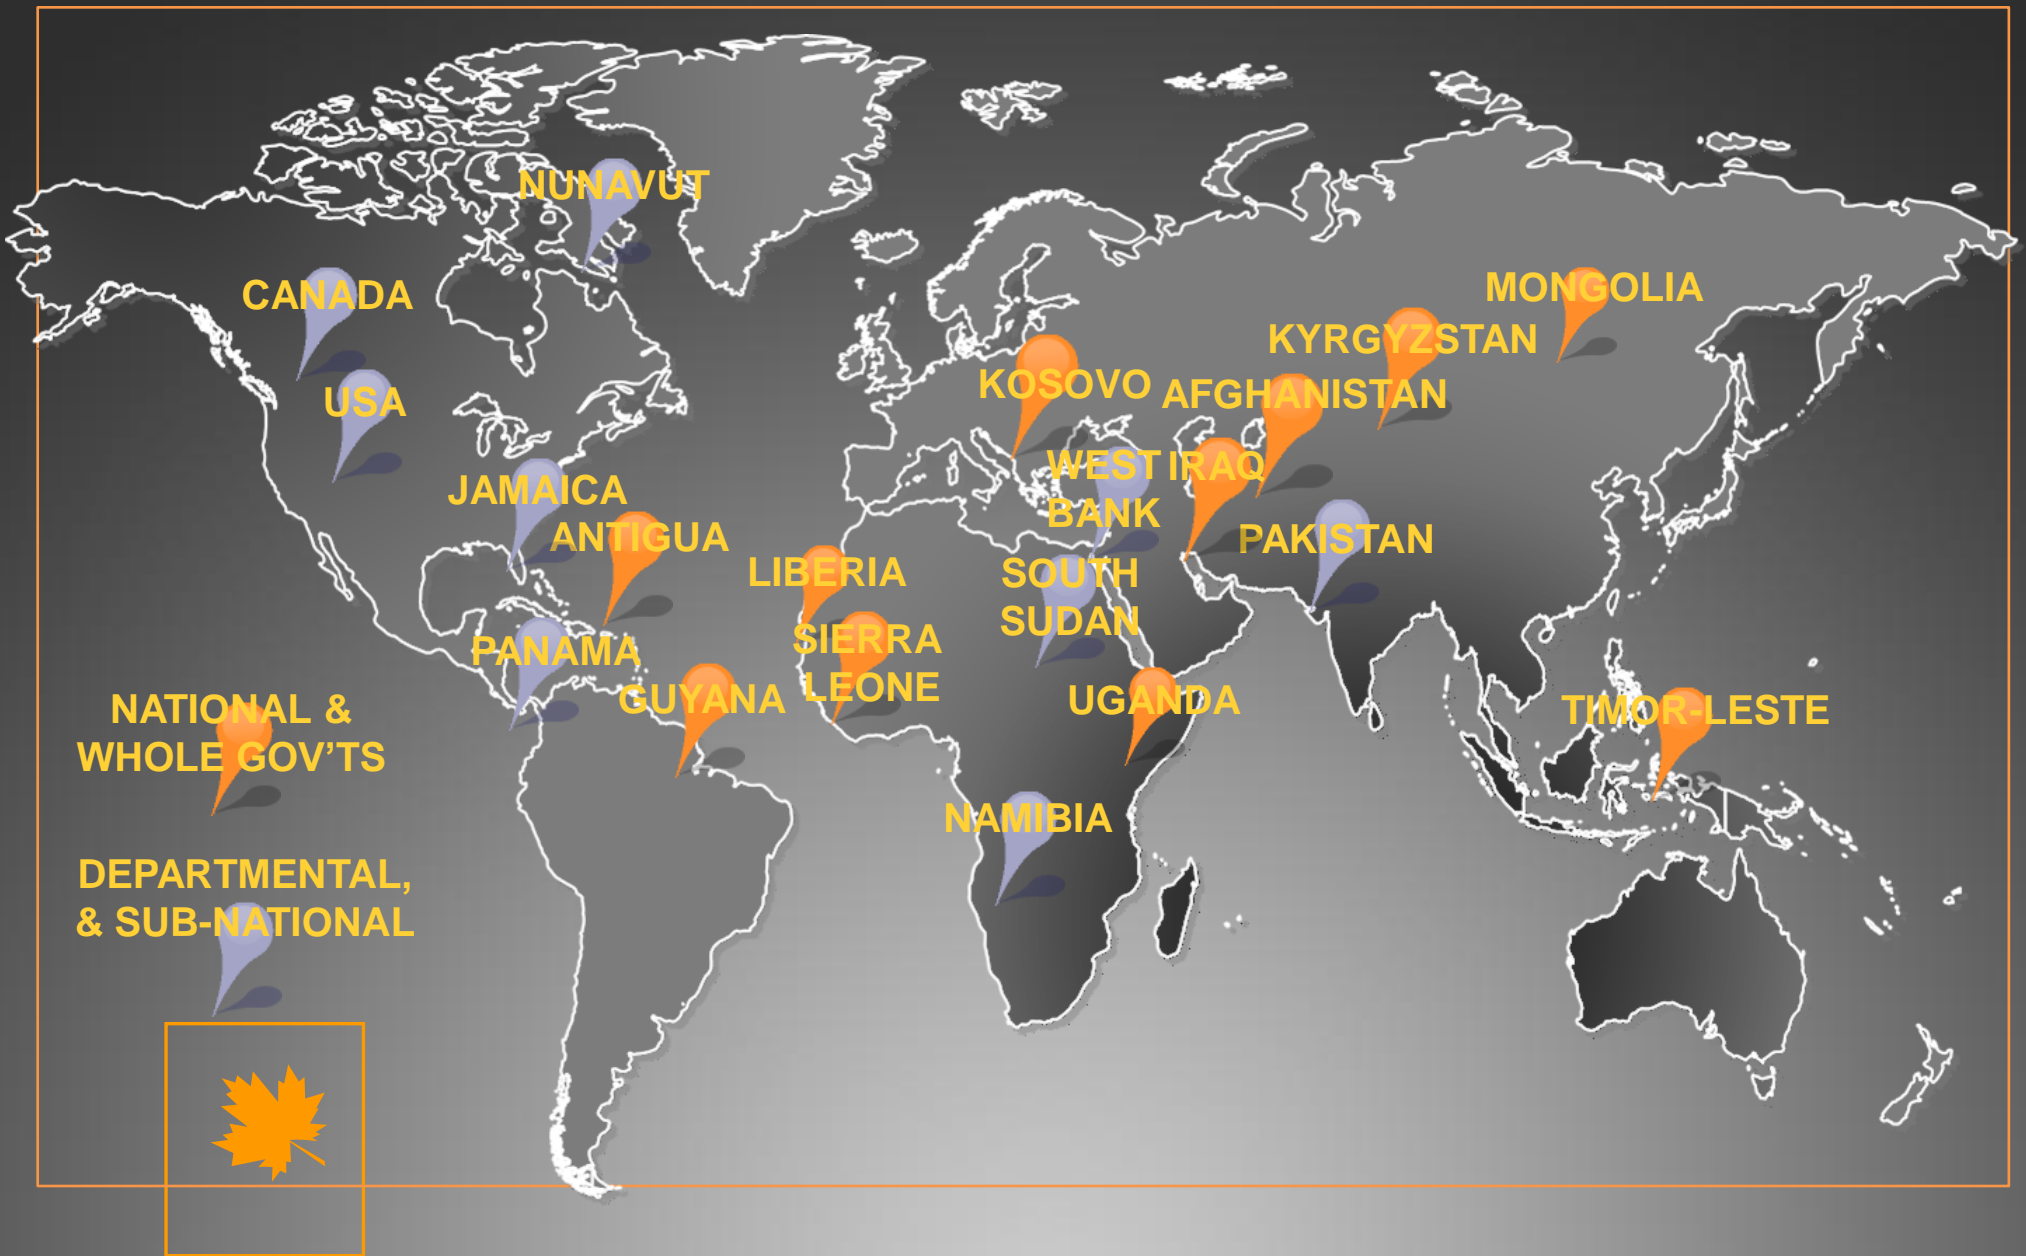 NUNAVUT
CANADA
USA
JAMAICA
ANTIGUA
PANAMA
GUYANA
LIBERIA
SIERRA
LEONE
KOSOVO
WEST
BANK
IRAQ
AFGHANISTAN
KYRGYZSTAN
MONGOLIA
PAKISTAN
SOUTH
SUDAN
UGANDA
NAMIBIA
TIMOR-LESTE
NATIONAL &
WHOLE GOV’TS
DEPARTMENTAL,
& SUB-NATIONAL